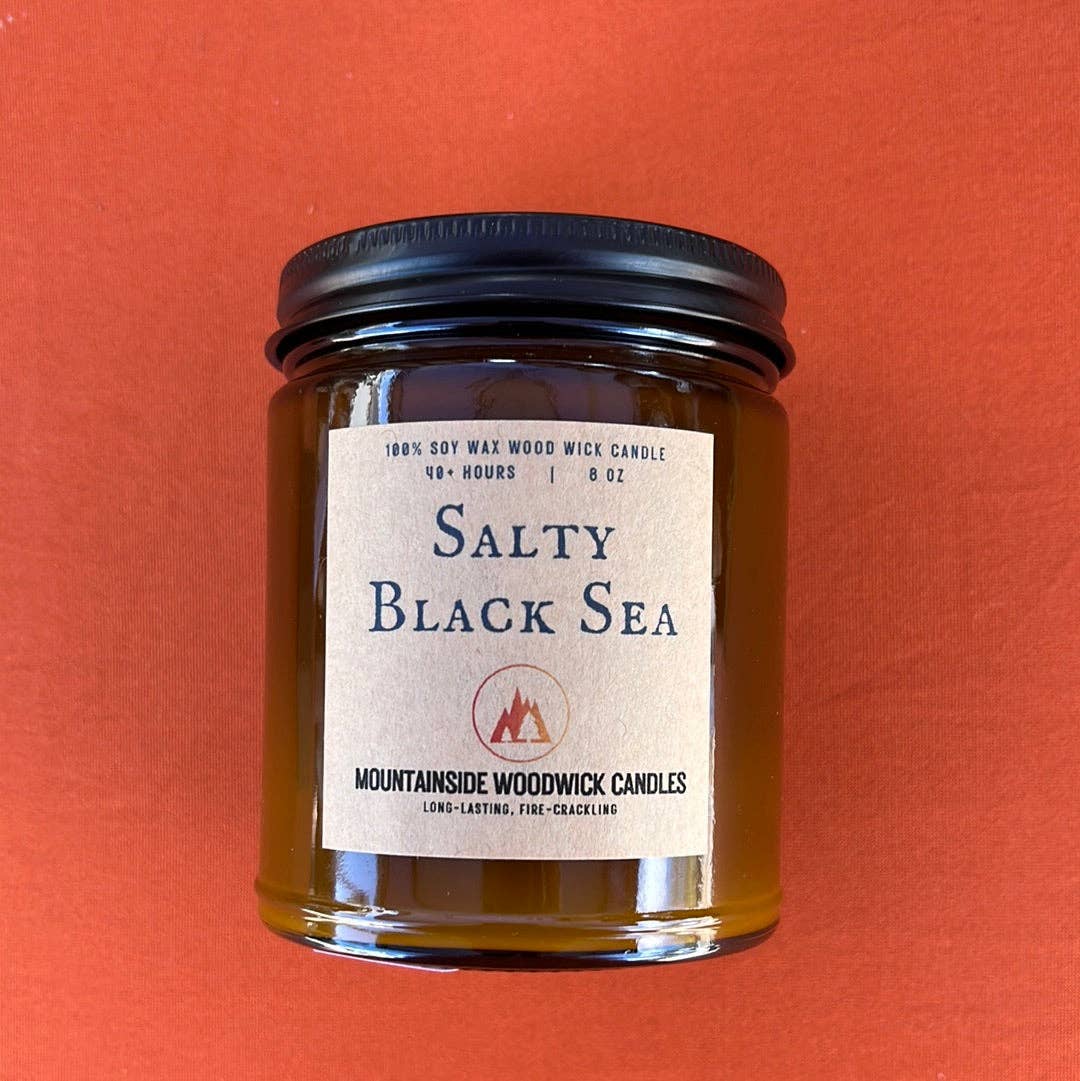 100% SOY WAX WOOD WICK CANDLE
40+ HOURS | 8 OZ
SALTY
BLACK SEA
MOUNTAINSIDE WOODWICK CANDLES
LONG-LASTING, FIRE-CRACKLING